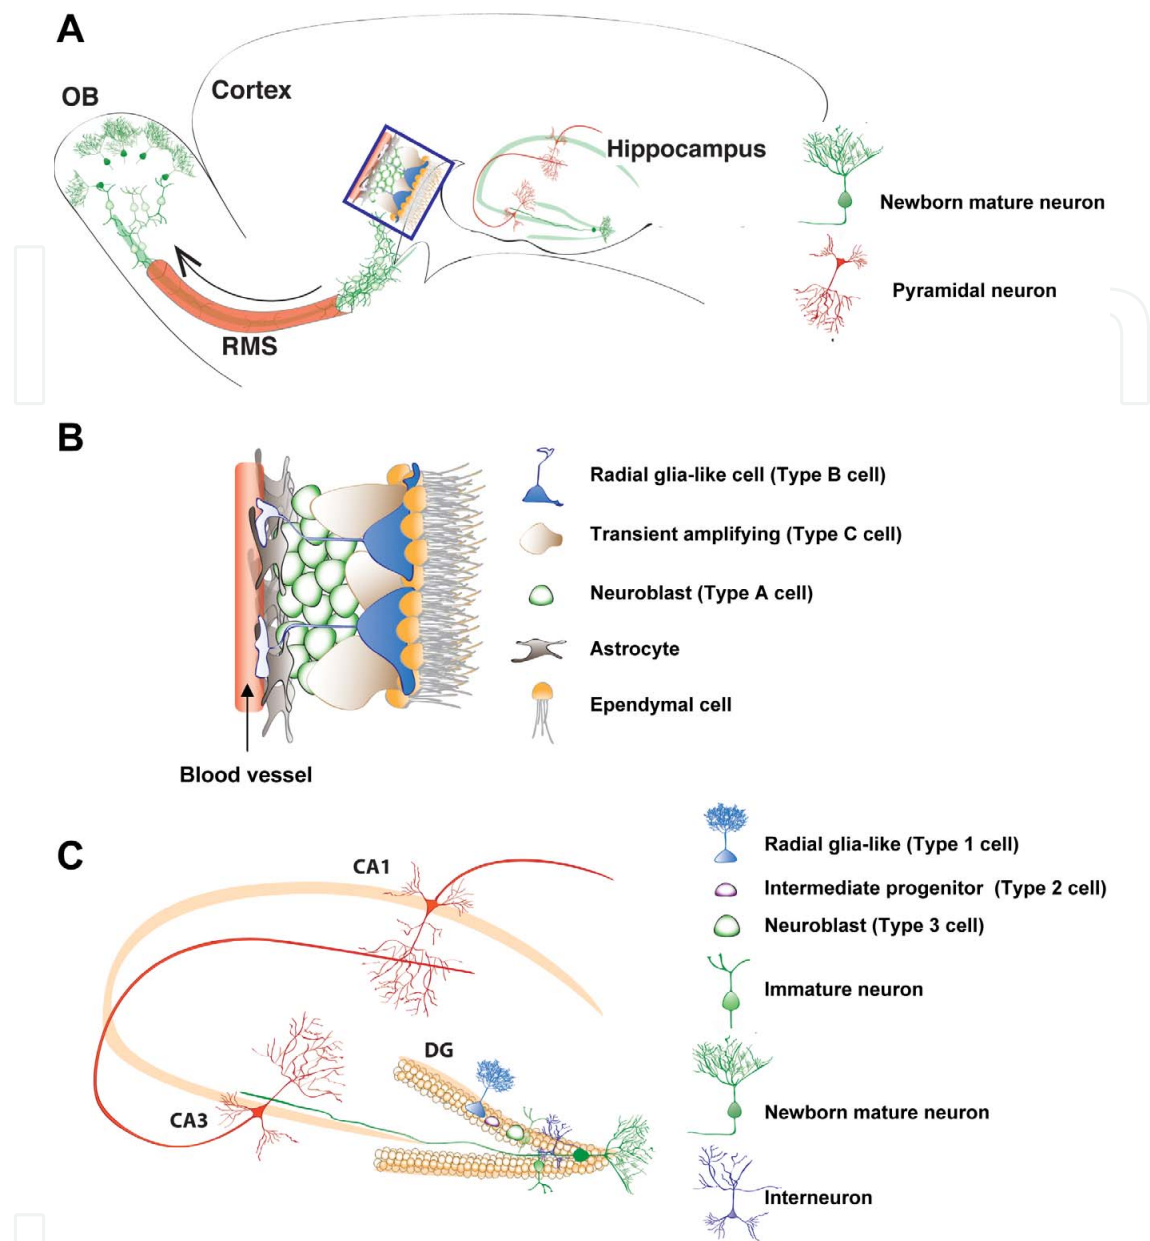 A
OB
Cortex
Hippocampus
Newborn mature neuron
Pyramidal neuron
RMS
B
Radial glia-like cell (Type B cell)
Transient amplifying (Type C cell)
Neuroblast (Type A cell)
Astrocyte
Ependymal cell
Blood vessel
C
CA1
Radial glia-like (Type 1 cell)
Intermediate progenitor (Type 2 cell)
Neuroblast (Type 3 cell)
Immature neuron
DG
CA3
Newborn mature neuron
Interneuron